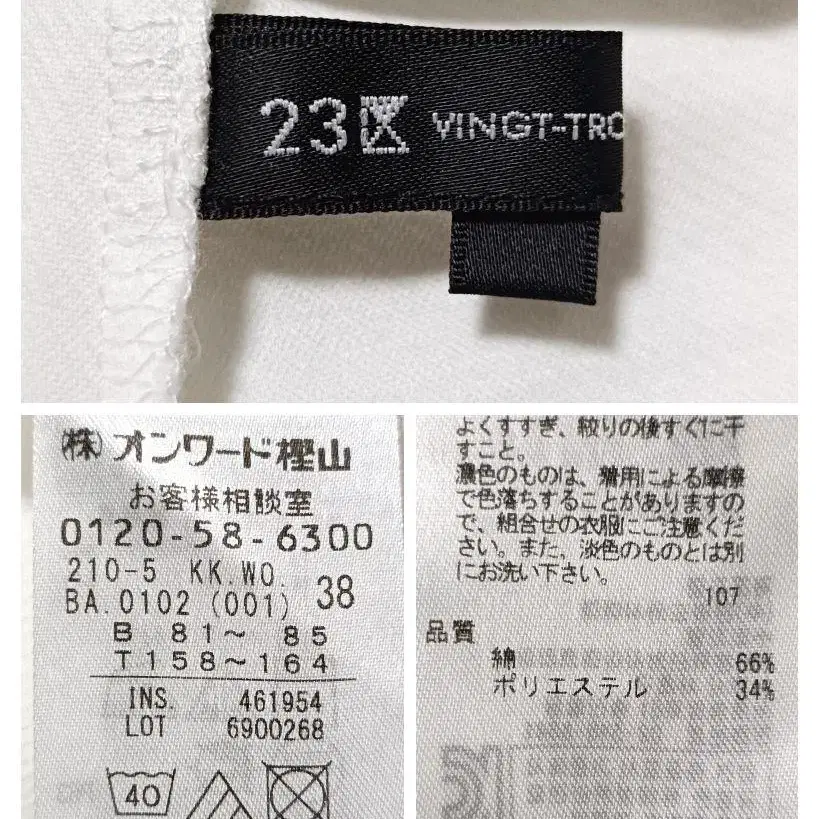 23区 VINGT-TRO
(株)オンワード樫山
お客様相談室
0120-58-6300
210-5 KK.WO.
BA.0102 (001) 38
B 81〜 85
T158〜164
INS. 461954
LOT 6900268
40
よくすすぎ、絞りの後すぐに干
すこと。
濃色のものは、着用による摩擦
で色落ちすることがありますの
で、組合せの衣服にご注意くだ
さい。また、淡色のものとは別
にお洗い下さい。
107
品質
綿 66%
ポリエステル 34%